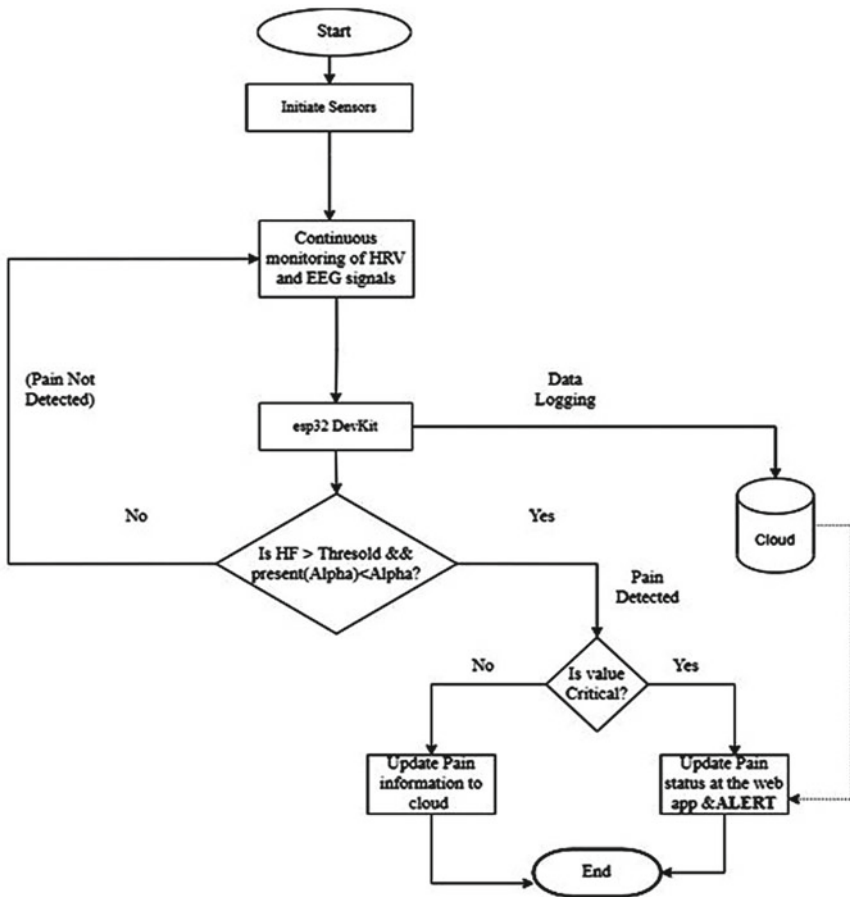 Start
Initiate Sensors
Continuous
monitoring of HRV
and EEG signals
(Pain Not
Detected)
Data
Logging
esp32 DevKit
No
Yes
Cloud
Is HF > Thresold &&
present(Alpha)<Alpha?
Pain
Detected
No
Is value
Critical?
Yes
Update Pain
information to
cloud
Update Pain
status at the web
app &ALERT
End